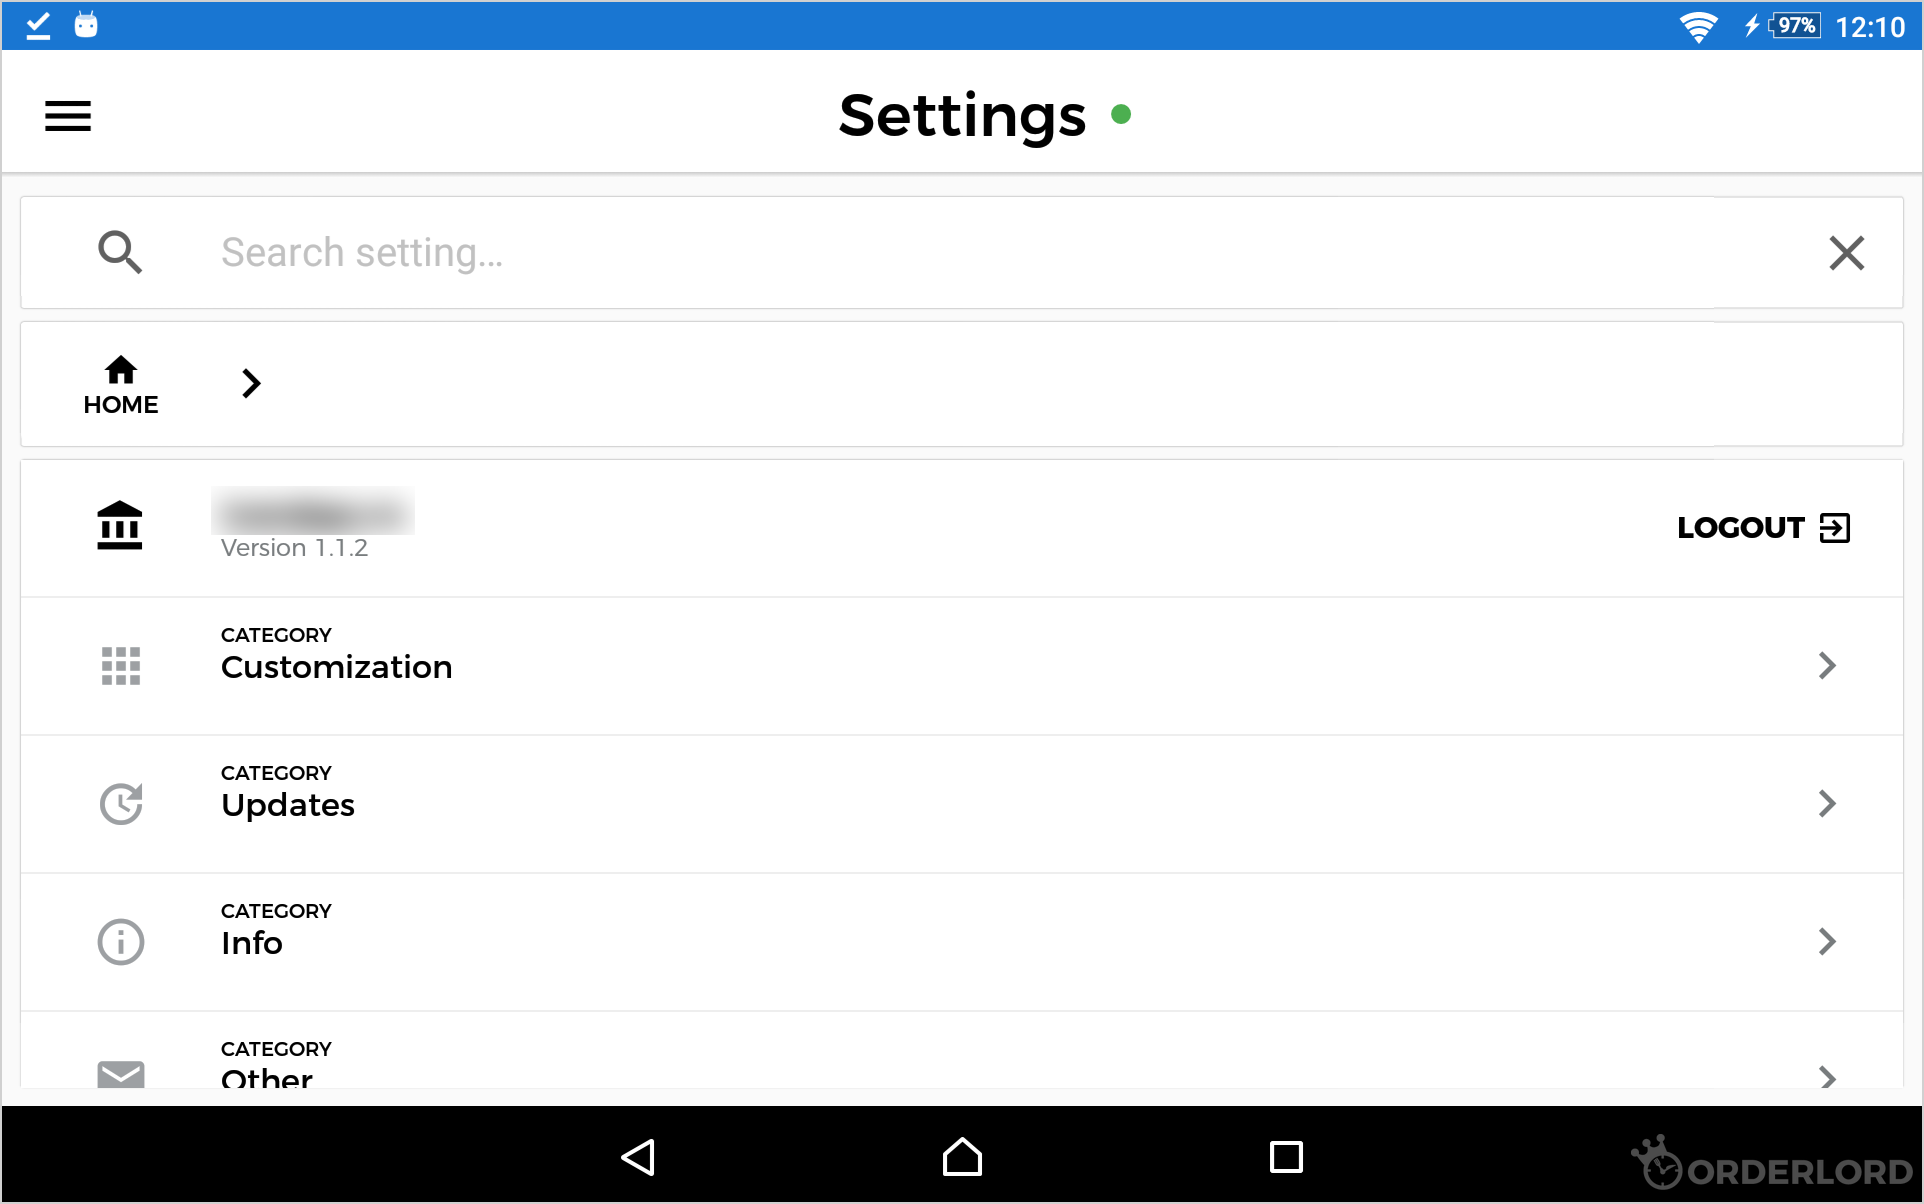 97% 12:10
Settings
Search setting...
HOME
Version 1.1.2
LOGOUT
CATEGORY
Customization
CATEGORY
Updates
CATEGORY
Info
CATEGORY
Other
ORDERLORD